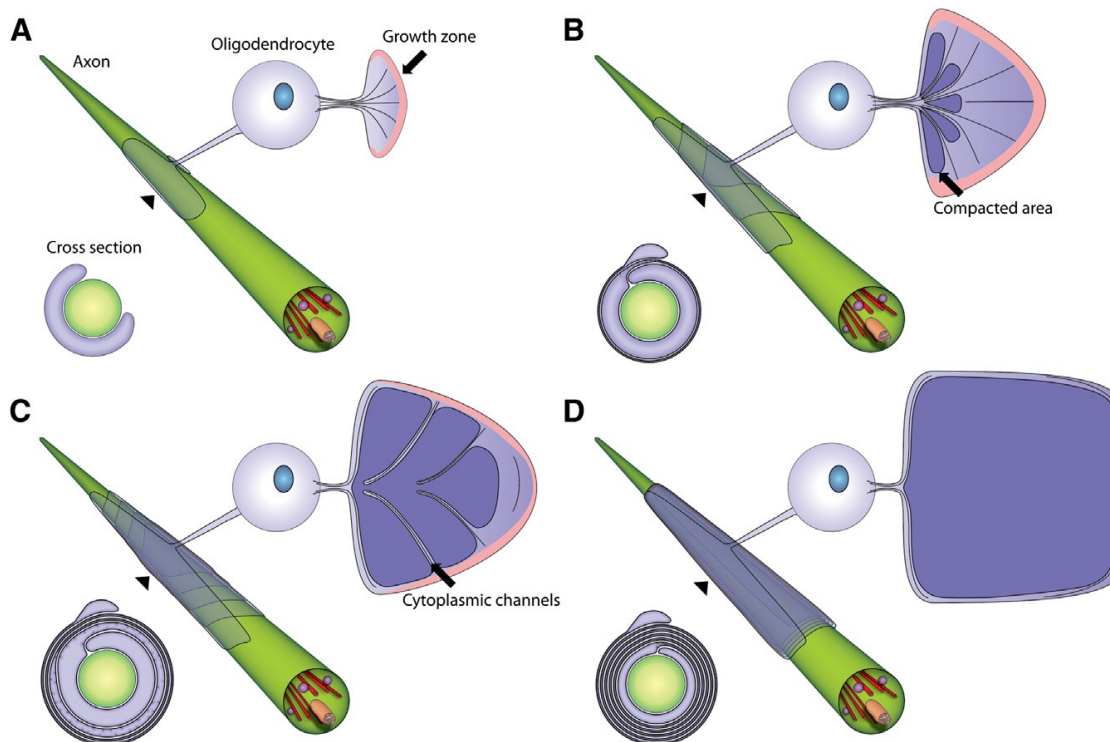 A
Axon
Oligodendrocyte
Growth zone
Cross section
B
Compacted area
C
Cytoplasmic channels
D